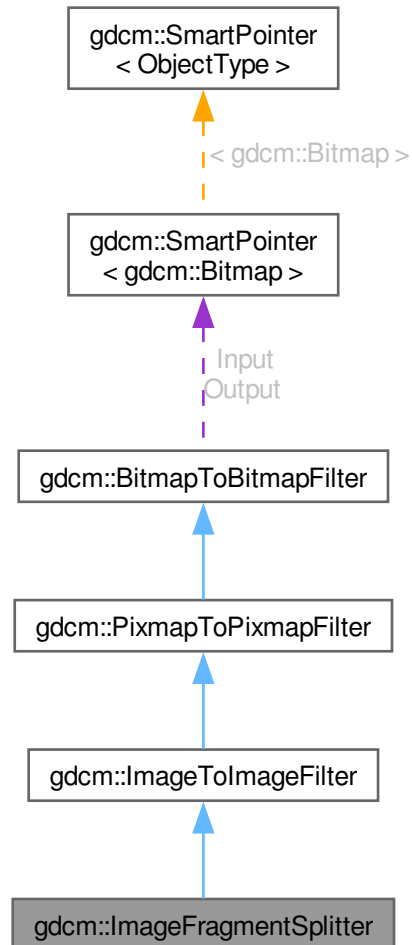 gdcm::SmartPointer
< ObjectType >
< gdcm::Bitmap >
gdcm::SmartPointer
< gdcm::Bitmap >
Input
Output
gdcm::BitmapToBitmapFilter
gdcm::PixmapToPixmapFilter
gdcm::ImageToImageFilter
gdcm::ImageFragmentSplitter